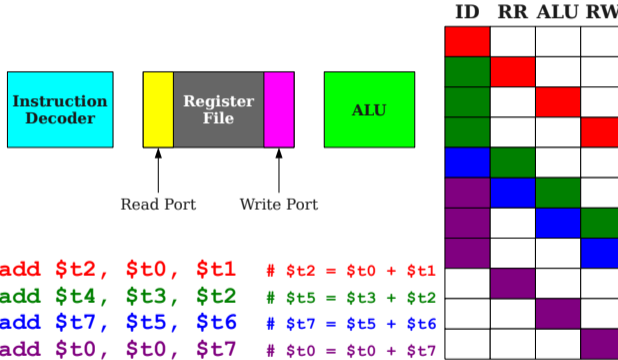 ID RR ALU RW
Instruction
Decoder
Register
File
ALU
Read Port
Write Port
add $t2, $t0, $t1 # $t2 = $t0 + $t1
add $t4, $t3, $t2 # $t5 = $t3 + $t2
add $t7, $t5, $t6 # $t7 = $t5 + $t6
add $t0, $t0, $t7 # $t0 = $t0 + $t7